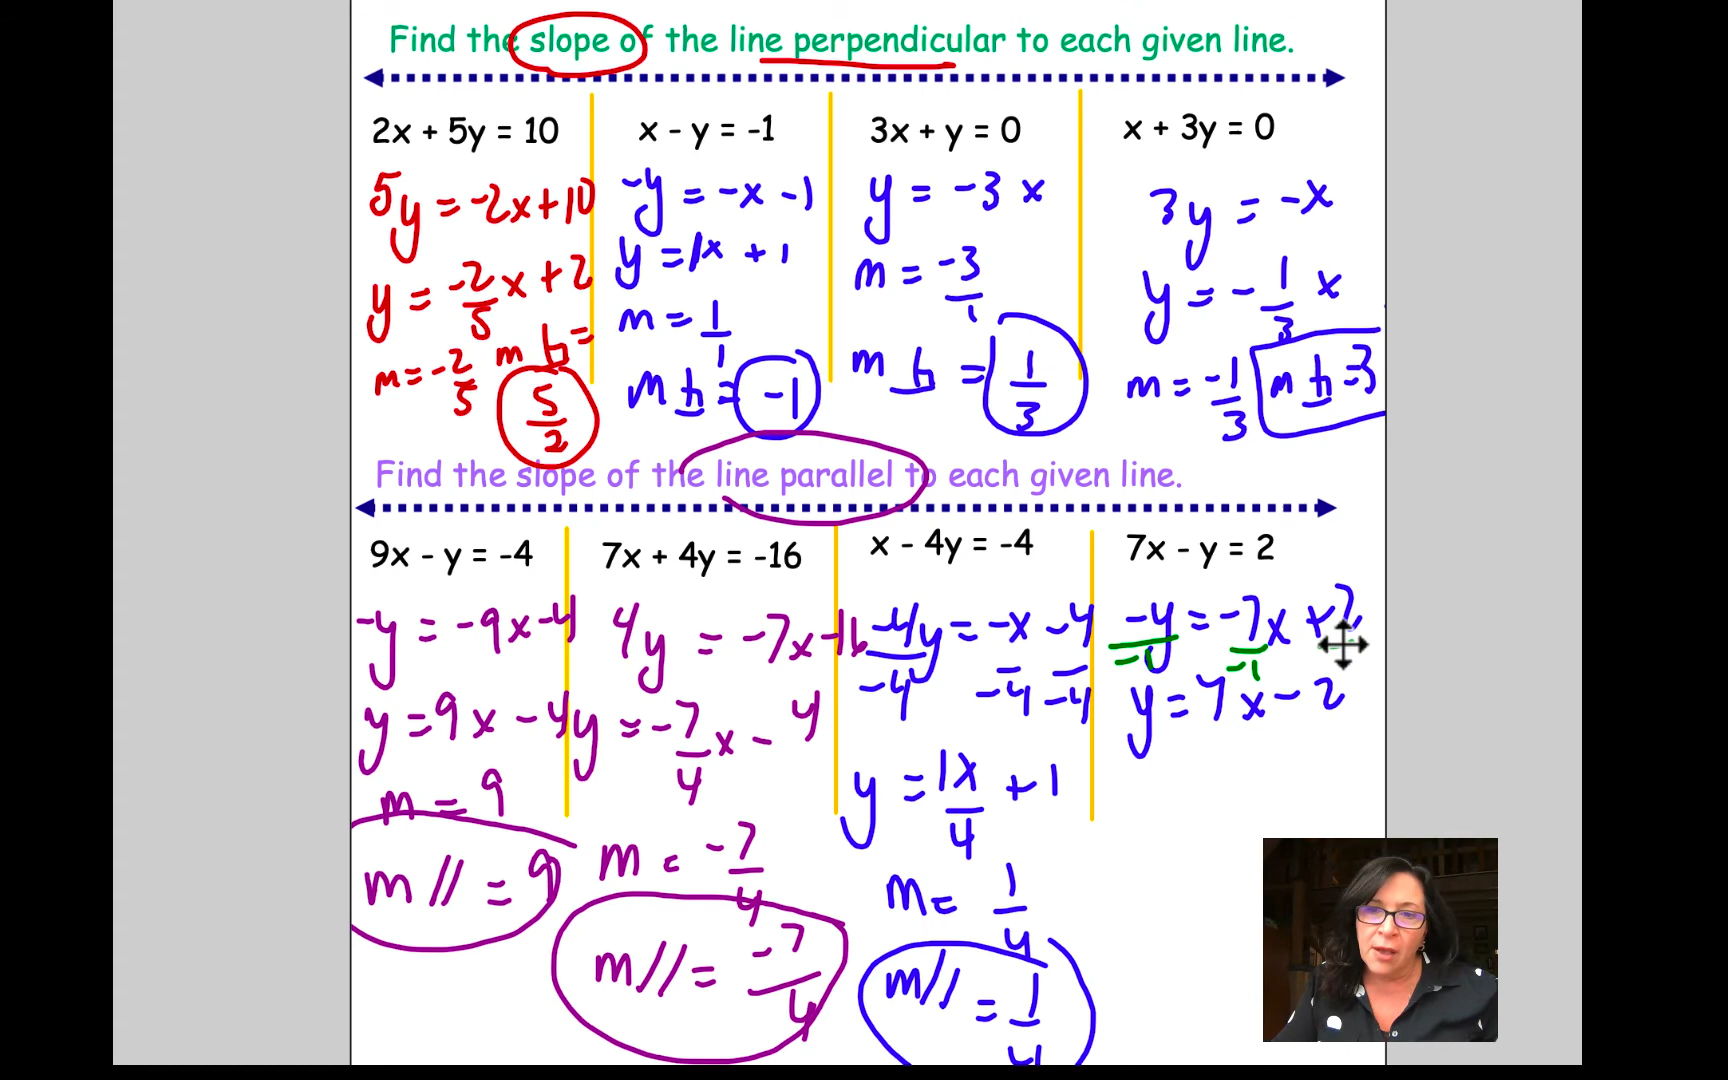 Find the slope of the line perpendicular to each given line.
2x + 5y = 10
5y = -2x+10
y = -2/5 x + 2
m = -2/5
m ⊥ =
5/2
x - y = -1
-y = -x -1
y = 1x + 1
m = 1/1
m ⊥ = -1
3x + y = 0
y = -3x
m = -3/1
m ⊥ = 1/3
x + 3y = 0
3y = -x
y = -1/3 x
m = -1/3
m ⊥ = -3
Find the slope of the line parallel to each given line.
9x - y = -4
-y = -9x-4
y = 9x - 4
m = 9
m // = 9
7x + 4y = -16
4y = -7x-16
y = -7/4 x - 4
m = -7/4
m // = -7/4
x - 4y = -4
-4y = -x - 4
-4 -4 -4
y = 1x/4 + 1
m = 1/4
m // = 1/4
7x - y = 2
-y = -7x + 2
-1 -1
y = 7x - 2